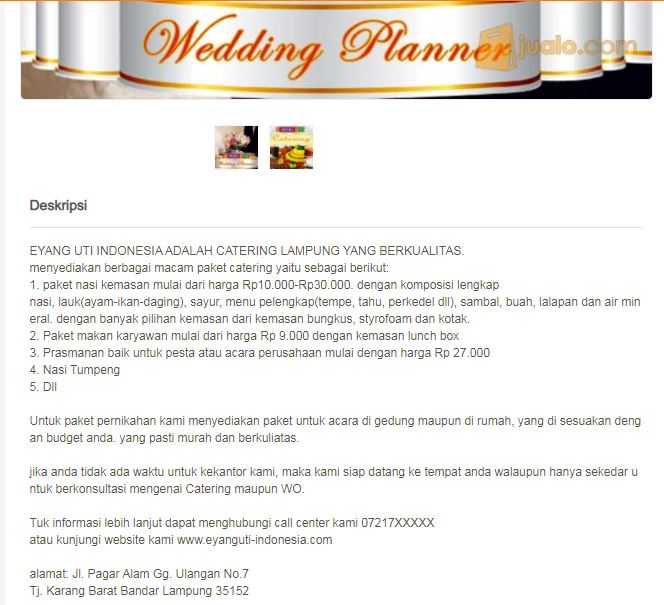 Wedding Planner
jualo.com
Wedding Planner
Catering
Deskripsi
EYANG UTI INDONESIA ADALAH CATERING LAMPUNG YANG BERKUALITAS.
menyediakan berbagai macam paket catering yaitu sebagai berikut:
1. paket nasi kemasan mulai dari harga Rp10.000-Rp30.000. dengan komposisi lengkap
nasi, lauk(ayam-ikan-daging), sayur, menu pelengkap(tempe, tahu, perkedel dll), sambal, buah, lalapan dan air min
eral. dengan banyak pilihan kemasan dari kemasan bungkus, styrofoam dan kotak.
2. Paket makan karyawan mulai dari harga Rp 9.000 dengan kemasan lunch box
3. Prasmanan baik untuk pesta atau acara perusahaan mulai dengan harga Rp 27.000
4. Nasi Tumpeng
5. Dll
Untuk paket pernikahan kami menyediakan paket untuk acara di gedung maupun di rumah, yang di sesuakan deng
an budget anda. yang pasti murah dan berkuliatas.
jika anda tidak ada waktu untuk kekantor kami, maka kami siap datang ke tempat anda walaupun hanya sekedar u
ntuk berkonsultasi mengenai Catering maupun WO.
Tuk informasi lebih lanjut dapat menghubungi call center kami 07217XXXXX
atau kunjungi website kami www.eyanguti-indonesia.com
alamat: Jl. Pagar Alam Gg. Ulangan No.7
Tj. Karang Barat Bandar Lampung 35152